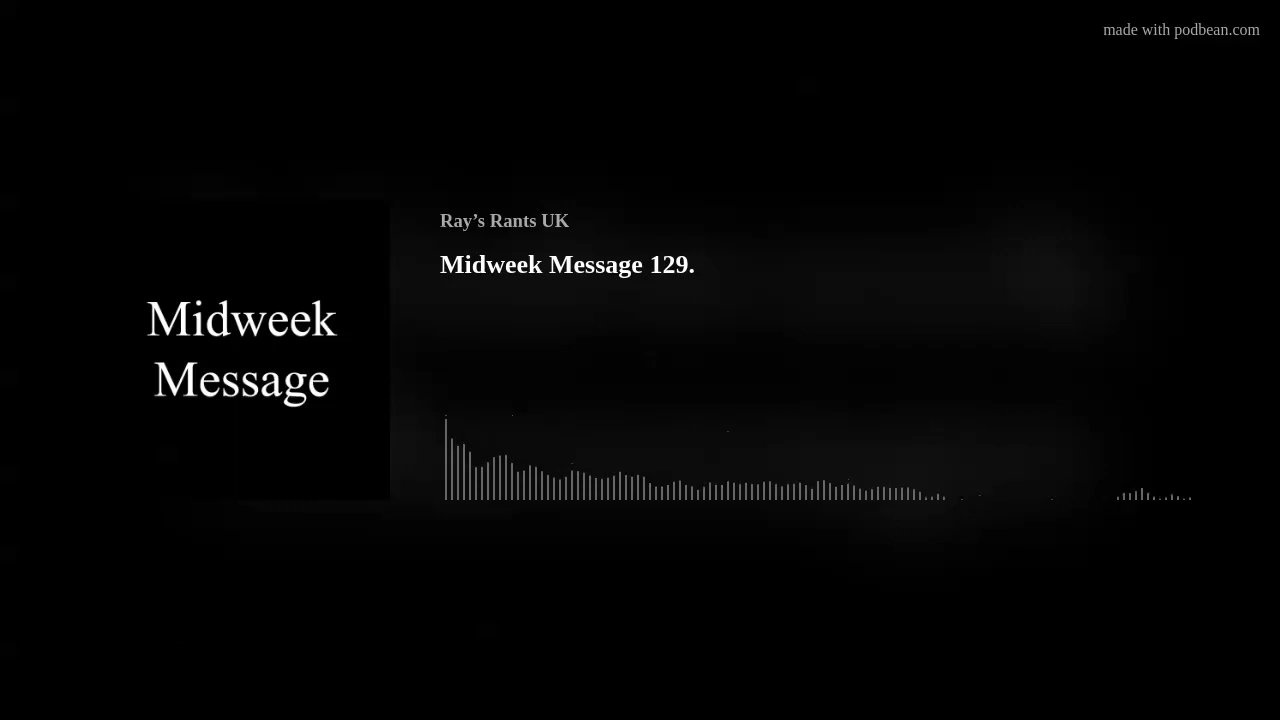 made with podbean.com
Ray’s Rants UK
Midweek Message 129.
Midweek
Message